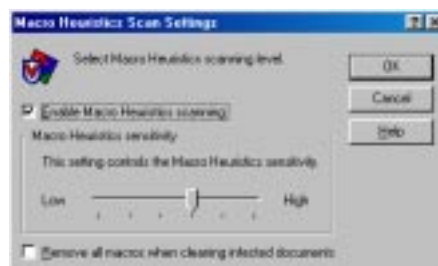 Macro Heuristics Scan Settings
Select Macro Heuristics scanning level.
OK
Enable Macro Heuristics scanning
Cancel
Macro Heuristics sensitivity
Help
This setting controls the Macro Heuristics sensitivity.
Low High
Remove all macros when cleaning infected documents